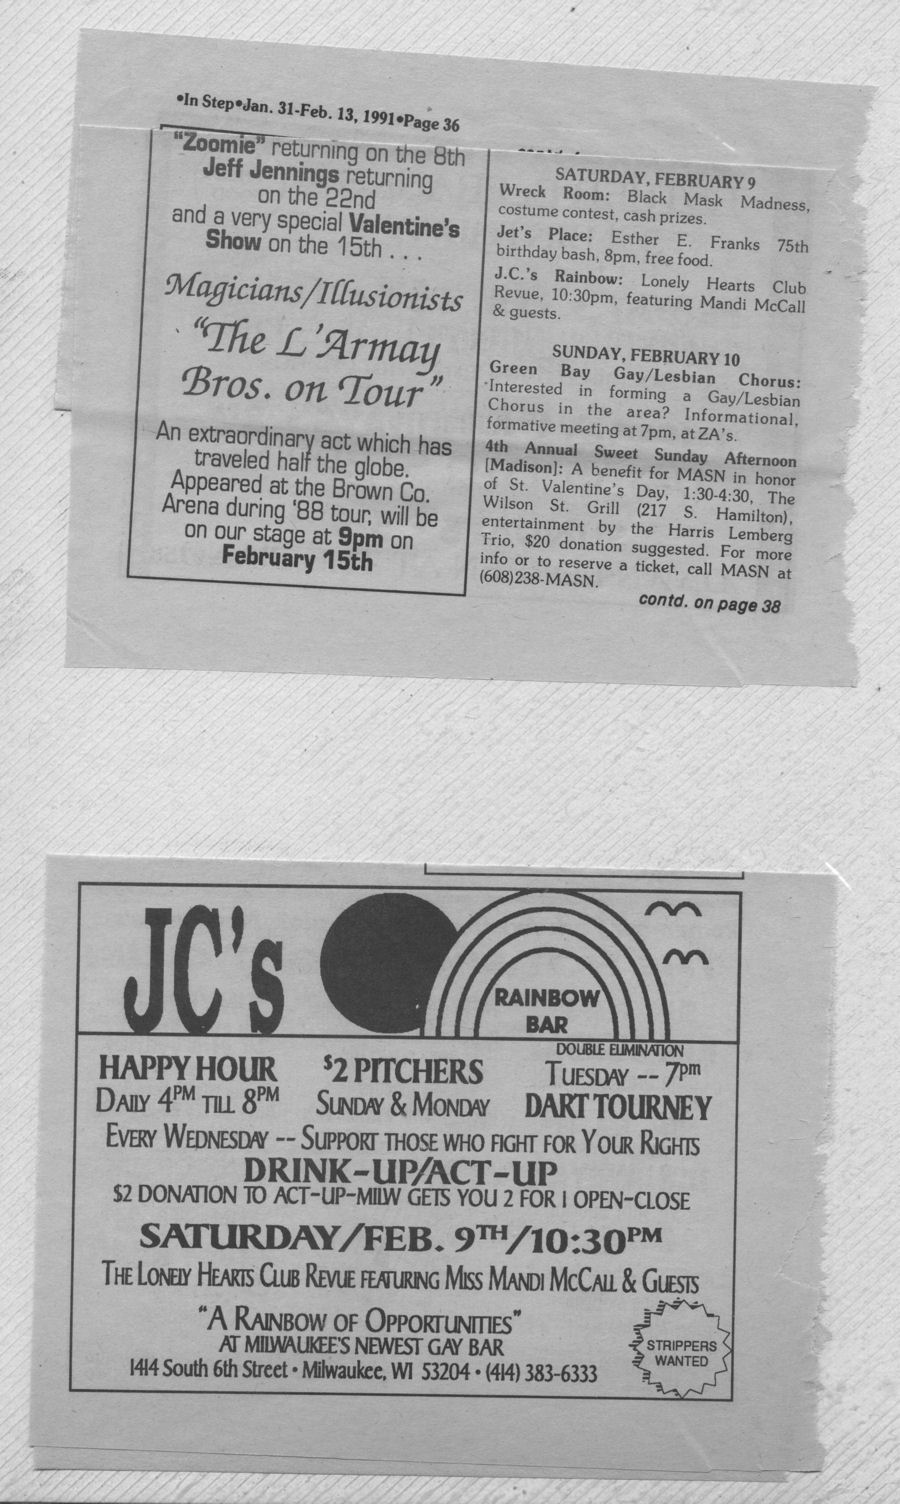 •In Step•Jan. 31-Feb. 13, 1991•Page 36
"Zoomie" returning on the 8th
Jeff Jennings returning
on the 22nd
and a very special Valentine's
Show on the 15th . . .
Magicians/Illusionists
"The L'Armay
Bros. on Tour"
An extraordinary act which has
traveled half the globe.
Appeared at the Brown Co.
Arena during '88 tour, will be
on our stage at 9pm on
February 15th
SATURDAY, FEBRUARY 9
Wreck Room: Black Mask Madness,
costume contest, cash prizes.
Jet's Place: Esther E. Franks 75th
birthday bash, 8pm, free food.
J.C.'s Rainbow: Lonely Hearts Club
Revue, 10:30pm, featuring Mandi McCall
& guests.
SUNDAY, FEBRUARY 10
Green Bay Gay/Lesbian Chorus:
Interested in forming a Gay/Lesbian
Chorus in the area? Informational,
formative meeting at 7pm, at ZA's.
4th Annual Sweet Sunday Afternoon
[Madison]: A benefit for MASN in honor
of St. Valentine's Day, 1:30-4:30, The
Wilson St. Grill (217 S. Hamilton),
entertainment by the Harris Lemberg
Trio, $20 donation suggested. For more
info or to reserve a ticket, call MASN at
(608)238-MASN.
contd. on page 38
JC's
RAINBOW
BAR
HAPPY HOUR
DAILY 4PM TILL 8PM
$2 PITCHERS
SUNDAY & MONDAY
DOUBLE ELIMINATION
TUESDAY -- 7pm
DART TOURNEY
EVERY WEDNESDAY -- SUPPORT THOSE WHO FIGHT FOR YOUR RIGHTS
DRINK-UP/ACT-UP
$2 DONATION TO ACT-UP-MILW GETS YOU 2 FOR 1 OPEN-CLOSE
SATURDAY/FEB. 9TH/10:30PM
THE LONELY HEARTS CLUB REVUE FEATURING MISS MANDI MCCALL & GUESTS
"A RAINBOW OF OPPORTUNITIES"
AT MILWAUKEE'S NEWEST GAY BAR
1414 South 6th Street • Milwaukee, WI 53204 • (414) 383-6333
STRIPPERS
WANTED